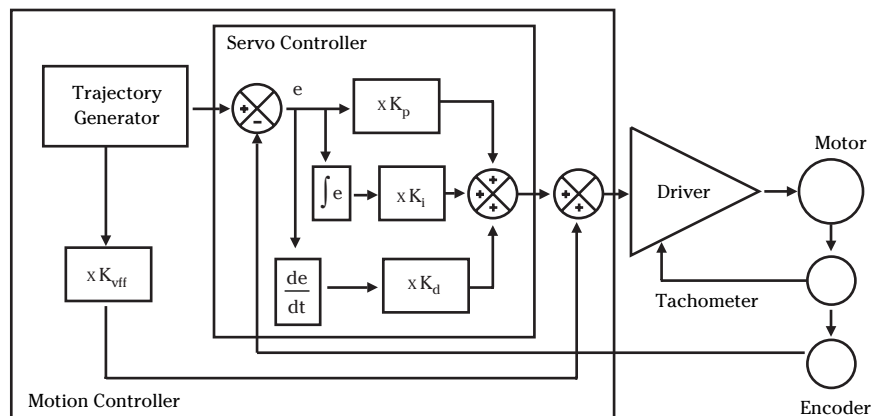 Servo Controller
Trajectory
Generator
+
−
e
x K_p
∫ e
x K_i
+
+
+
+
+
de
dt
x K_d
x K_vff
Driver
Motor
Tachometer
Encoder
Motion Controller